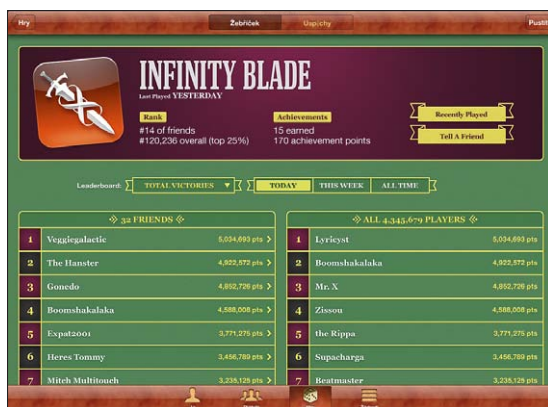 Hry
Žebříček
Úspěchy
Pustit
INFINITY BLADE
Last Played YESTERDAY
Rank
#14 of friends
#120,236 overall (top 25%)
Achievements
15 earned
170 achievement points
Recently Played
Tell A Friend
Leaderboard: TOTAL VICTORIES TODAY THIS WEEK ALL TIME
32 FRIENDS
1 Veggiegalactic 5,034,693 pts
2 The Hanster 4,922,572 pts
3 Gonedo 4,852,726 pts
4 Boomshakalaka 4,588,008 pts
5 Expat2001 3,771,275 pts
6 Heres Tommy 3,456,789 pts
7 Mitch Multitouch 3,235,125 pts
ALL 4,345,679 PLAYERS
1 Lyricyst 5,034,693 pts
2 Boomshakalaka 4,922,572 pts
3 Mr. X 4,852,726 pts
4 Zissou 4,588,008 pts
5 the Rippa 3,771,275 pts
6 Supacharga 3,456,789 pts
7 Beatmaster 3,235,125 pts